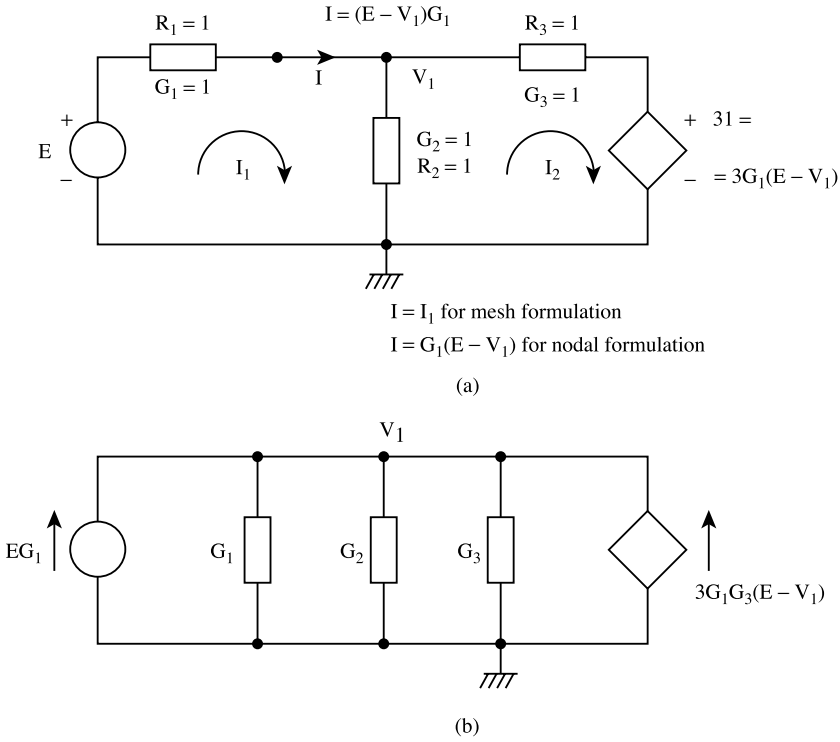 I = (E − V₁)G₁
R₁ = 1
R₃ = 1
I
V₁
G₁ = 1
G₃ = 1
+
E
−
I₁
G₂ = 1
R₂ = 1
I₂
+ 31 =
− = 3G₁(E − V₁)
I = I₁ for mesh formulation
I = G₁(E − V₁) for nodal formulation
(a)
V₁
EG₁
G₁
G₂
G₃
3G₁G₃(E − V₁)
(b)